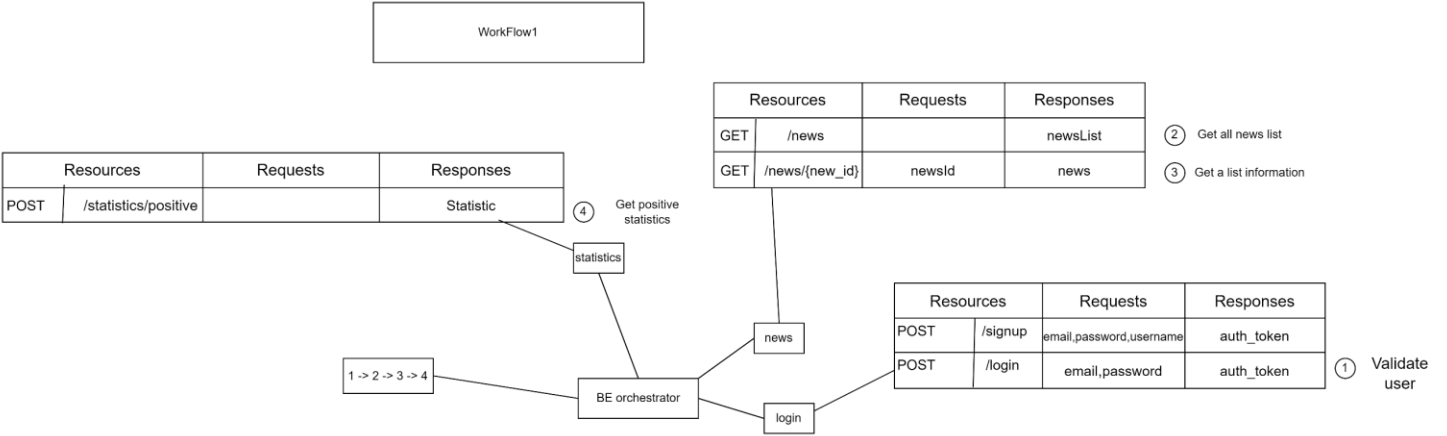 WorkFlow1
Resources Requests Responses
GET /news newsList
2 Get all news list
GET /news/{new_id} newsId news
3 Get a list information
Resources Requests Responses
POST /statistics/positive Statistic
4 Get positive
statistics
statistics
Resources Requests Responses
POST /signup email,password,username auth_token
POST /login email,password auth_token
1 Validate
user
news
1 -> 2 -> 3 -> 4
BE orchestrator
login